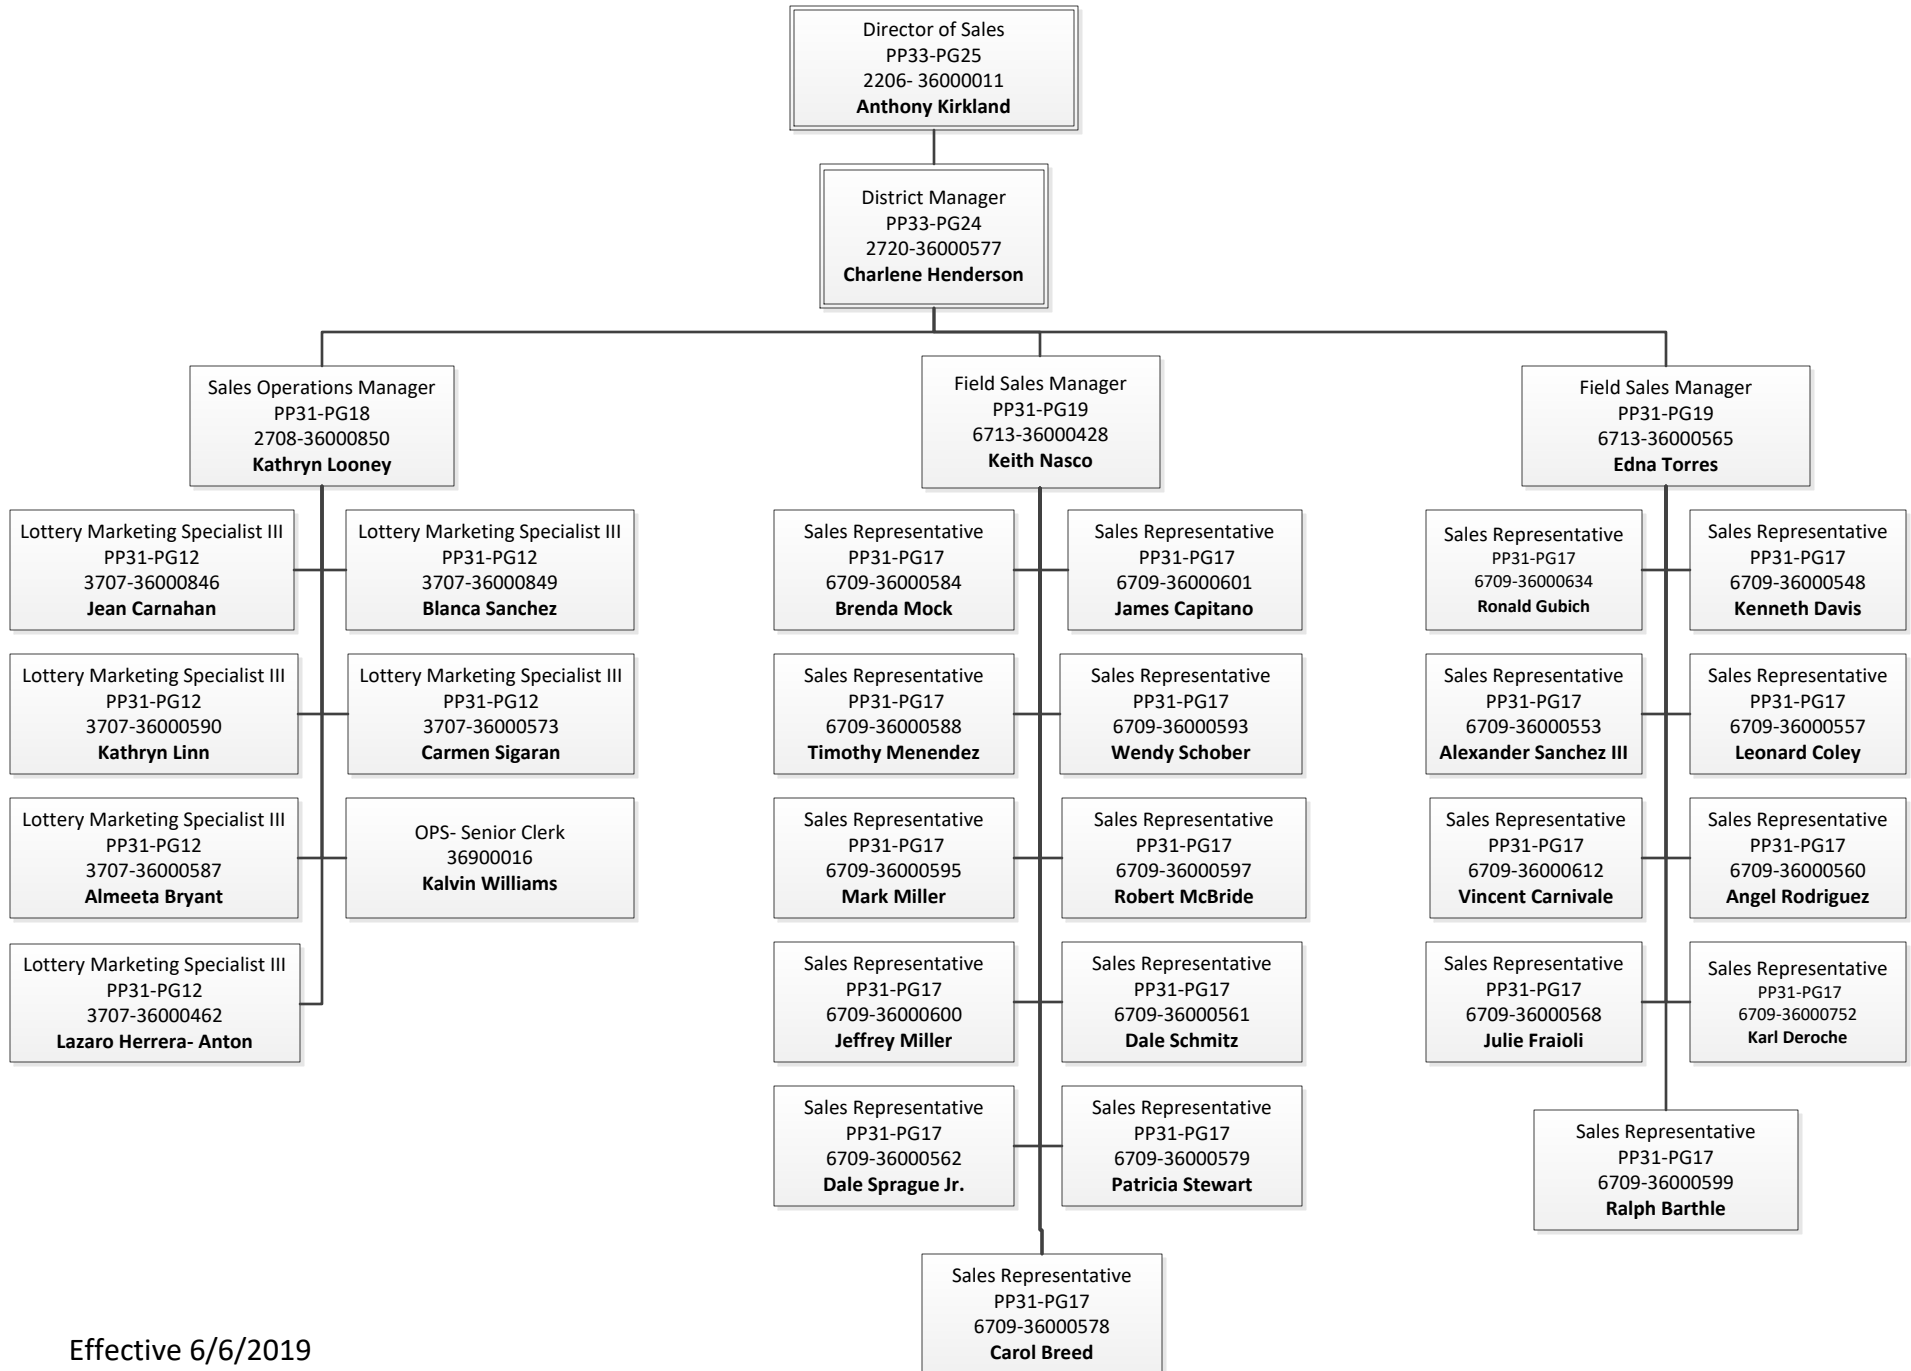 Director of Sales
PP33-PG25
2206- 36000011
Anthony Kirkland
District Manager
PP33-PG24
2720-36000577
Charlene Henderson
Sales Operations Manager
PP31-PG18
2708-36000850
Kathryn Looney
Field Sales Manager
PP31-PG19
6713-36000428
Keith Nasco
Field Sales Manager
PP31-PG19
6713-36000565
Edna Torres
Lottery Marketing Specialist III
PP31-PG12
3707-36000846
Jean Carnahan
Lottery Marketing Specialist III
PP31-PG12
3707-36000849
Blanca Sanchez
Lottery Marketing Specialist III
PP31-PG12
3707-36000590
Kathryn Linn
Lottery Marketing Specialist III
PP31-PG12
3707-36000573
Carmen Sigaran
Lottery Marketing Specialist III
PP31-PG12
3707-36000587
Almeeta Bryant
OPS- Senior Clerk
36900016
Kalvin Williams
Lottery Marketing Specialist III
PP31-PG12
3707-36000462
Lazaro Herrera- Anton
Sales Representative
PP31-PG17
6709-36000584
Brenda Mock
Sales Representative
PP31-PG17
6709-36000601
James Capitano
Sales Representative
PP31-PG17
6709-36000588
Timothy Menendez
Sales Representative
PP31-PG17
6709-36000593
Wendy Schober
Sales Representative
PP31-PG17
6709-36000595
Mark Miller
Sales Representative
PP31-PG17
6709-36000597
Robert McBride
Sales Representative
PP31-PG17
6709-36000600
Jeffrey Miller
Sales Representative
PP31-PG17
6709-36000561
Dale Schmitz
Sales Representative
PP31-PG17
6709-36000562
Dale Sprague Jr.
Sales Representative
PP31-PG17
6709-36000579
Patricia Stewart
Sales Representative
PP31-PG17
6709-36000578
Carol Breed
Sales Representative
PP31-PG17
6709-36000634
Ronald Gubich
Sales Representative
PP31-PG17
6709-36000548
Kenneth Davis
Sales Representative
PP31-PG17
6709-36000553
Alexander Sanchez III
Sales Representative
PP31-PG17
6709-36000557
Leonard Coley
Sales Representative
PP31-PG17
6709-36000612
Vincent Carnivale
Sales Representative
PP31-PG17
6709-36000560
Angel Rodriguez
Sales Representative
PP31-PG17
6709-36000568
Julie Fraioli
Sales Representative
PP31-PG17
6709-36000752
Karl Deroche
Sales Representative
PP31-PG17
6709-36000599
Ralph Barthle
Effective 6/6/2019